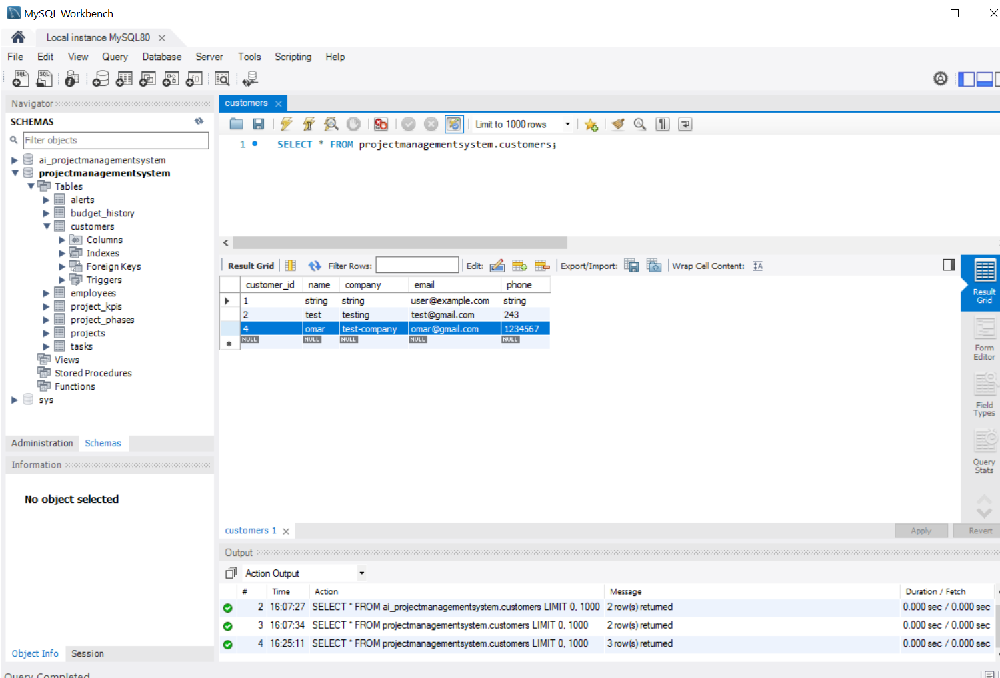 MySQL Workbench
Local instance MySQL80
File Edit View Query Database Server Tools Scripting Help
Navigator
SCHEMAS
Filter objects
ai_projectmanagementsystem
projectmanagementsystem
Tables
alerts
budget_history
customers
Columns
Indexes
Foreign Keys
Triggers
employees
project_kpis
project_phases
projects
tasks
Views
Stored Procedures
Functions
sys
Administration Schemas
Information
No object selected
Object Info Session
customers
Limit to 1000 rows
1 SELECT * FROM projectmanagementsystem.customers;
Result Grid Filter Rows: Edit: Export/Import: Wrap Cell Content:
customer_id name company email phone
1 string string user@example.com string
2 test testing test@gmail.com 243
4 omar test-company omar@gmail.com 1234567
NULL NULL NULL NULL NULL
Result
Grid
Form
Editor
Field
Types
Query
Stats
customers 1
Apply Revert
Output
Action Output
# Time Action Message Duration / Fetch
2 16:07:27 SELECT * FROM ai_projectmanagementsystem.customers LIMIT 0, 1000 2 row(s) returned 0.000 sec / 0.000 sec
3 16:07:34 SELECT * FROM projectmanagementsystem.customers LIMIT 0, 1000 2 row(s) returned 0.000 sec / 0.000 sec
4 16:25:11 SELECT * FROM projectmanagementsystem.customers LIMIT 0, 1000 3 row(s) returned 0.000 sec / 0.000 sec
Query Completed